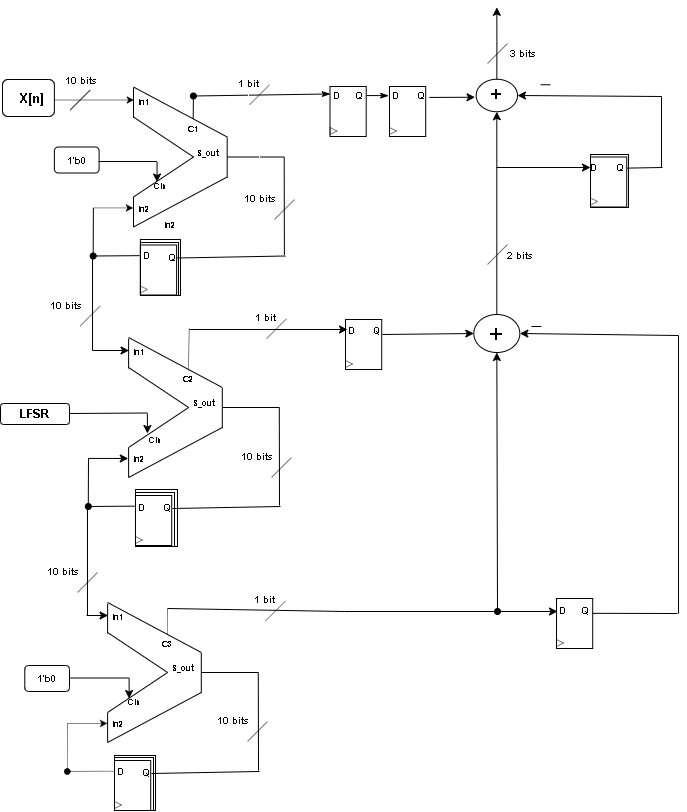 3 bits
10 bits
X[n]
In1
1 bit
D Q
D Q
+
−
C1
1'b0
S_out
CIn
In2
In2
10 bits
D Q
D Q
2 bits
10 bits
In1
1 bit
D Q
+
−
C2
LFSR
S_out
CIn
In2
10 bits
D Q
10 bits
In1
1 bit
D Q
C3
1'b0
S_out
CIn
In2
10 bits
D Q